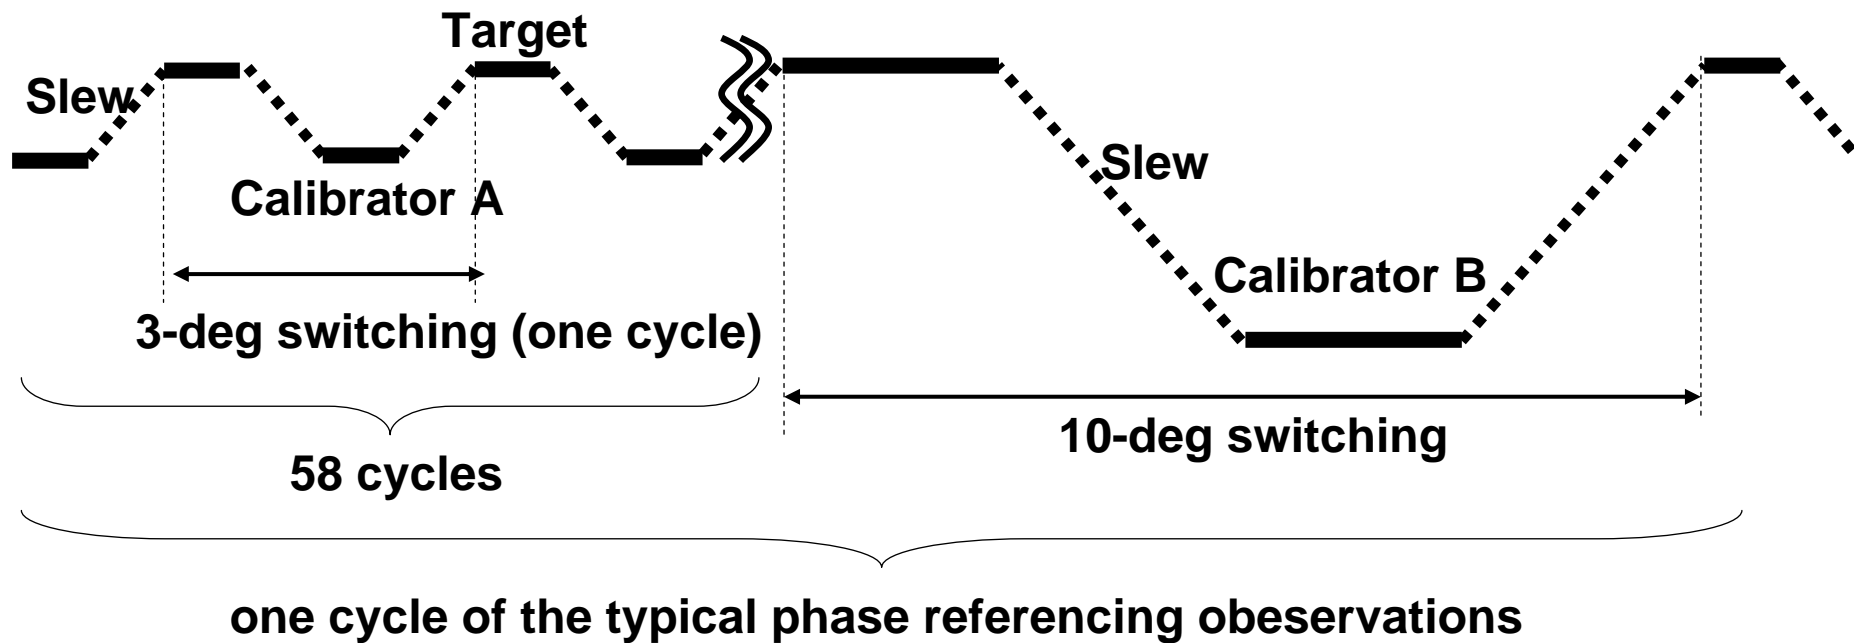 Target
Slew
Calibrator A
3-deg switching (one cycle)
58 cycles
Slew
Calibrator B
10-deg switching
one cycle of the typical phase referencing obeservations